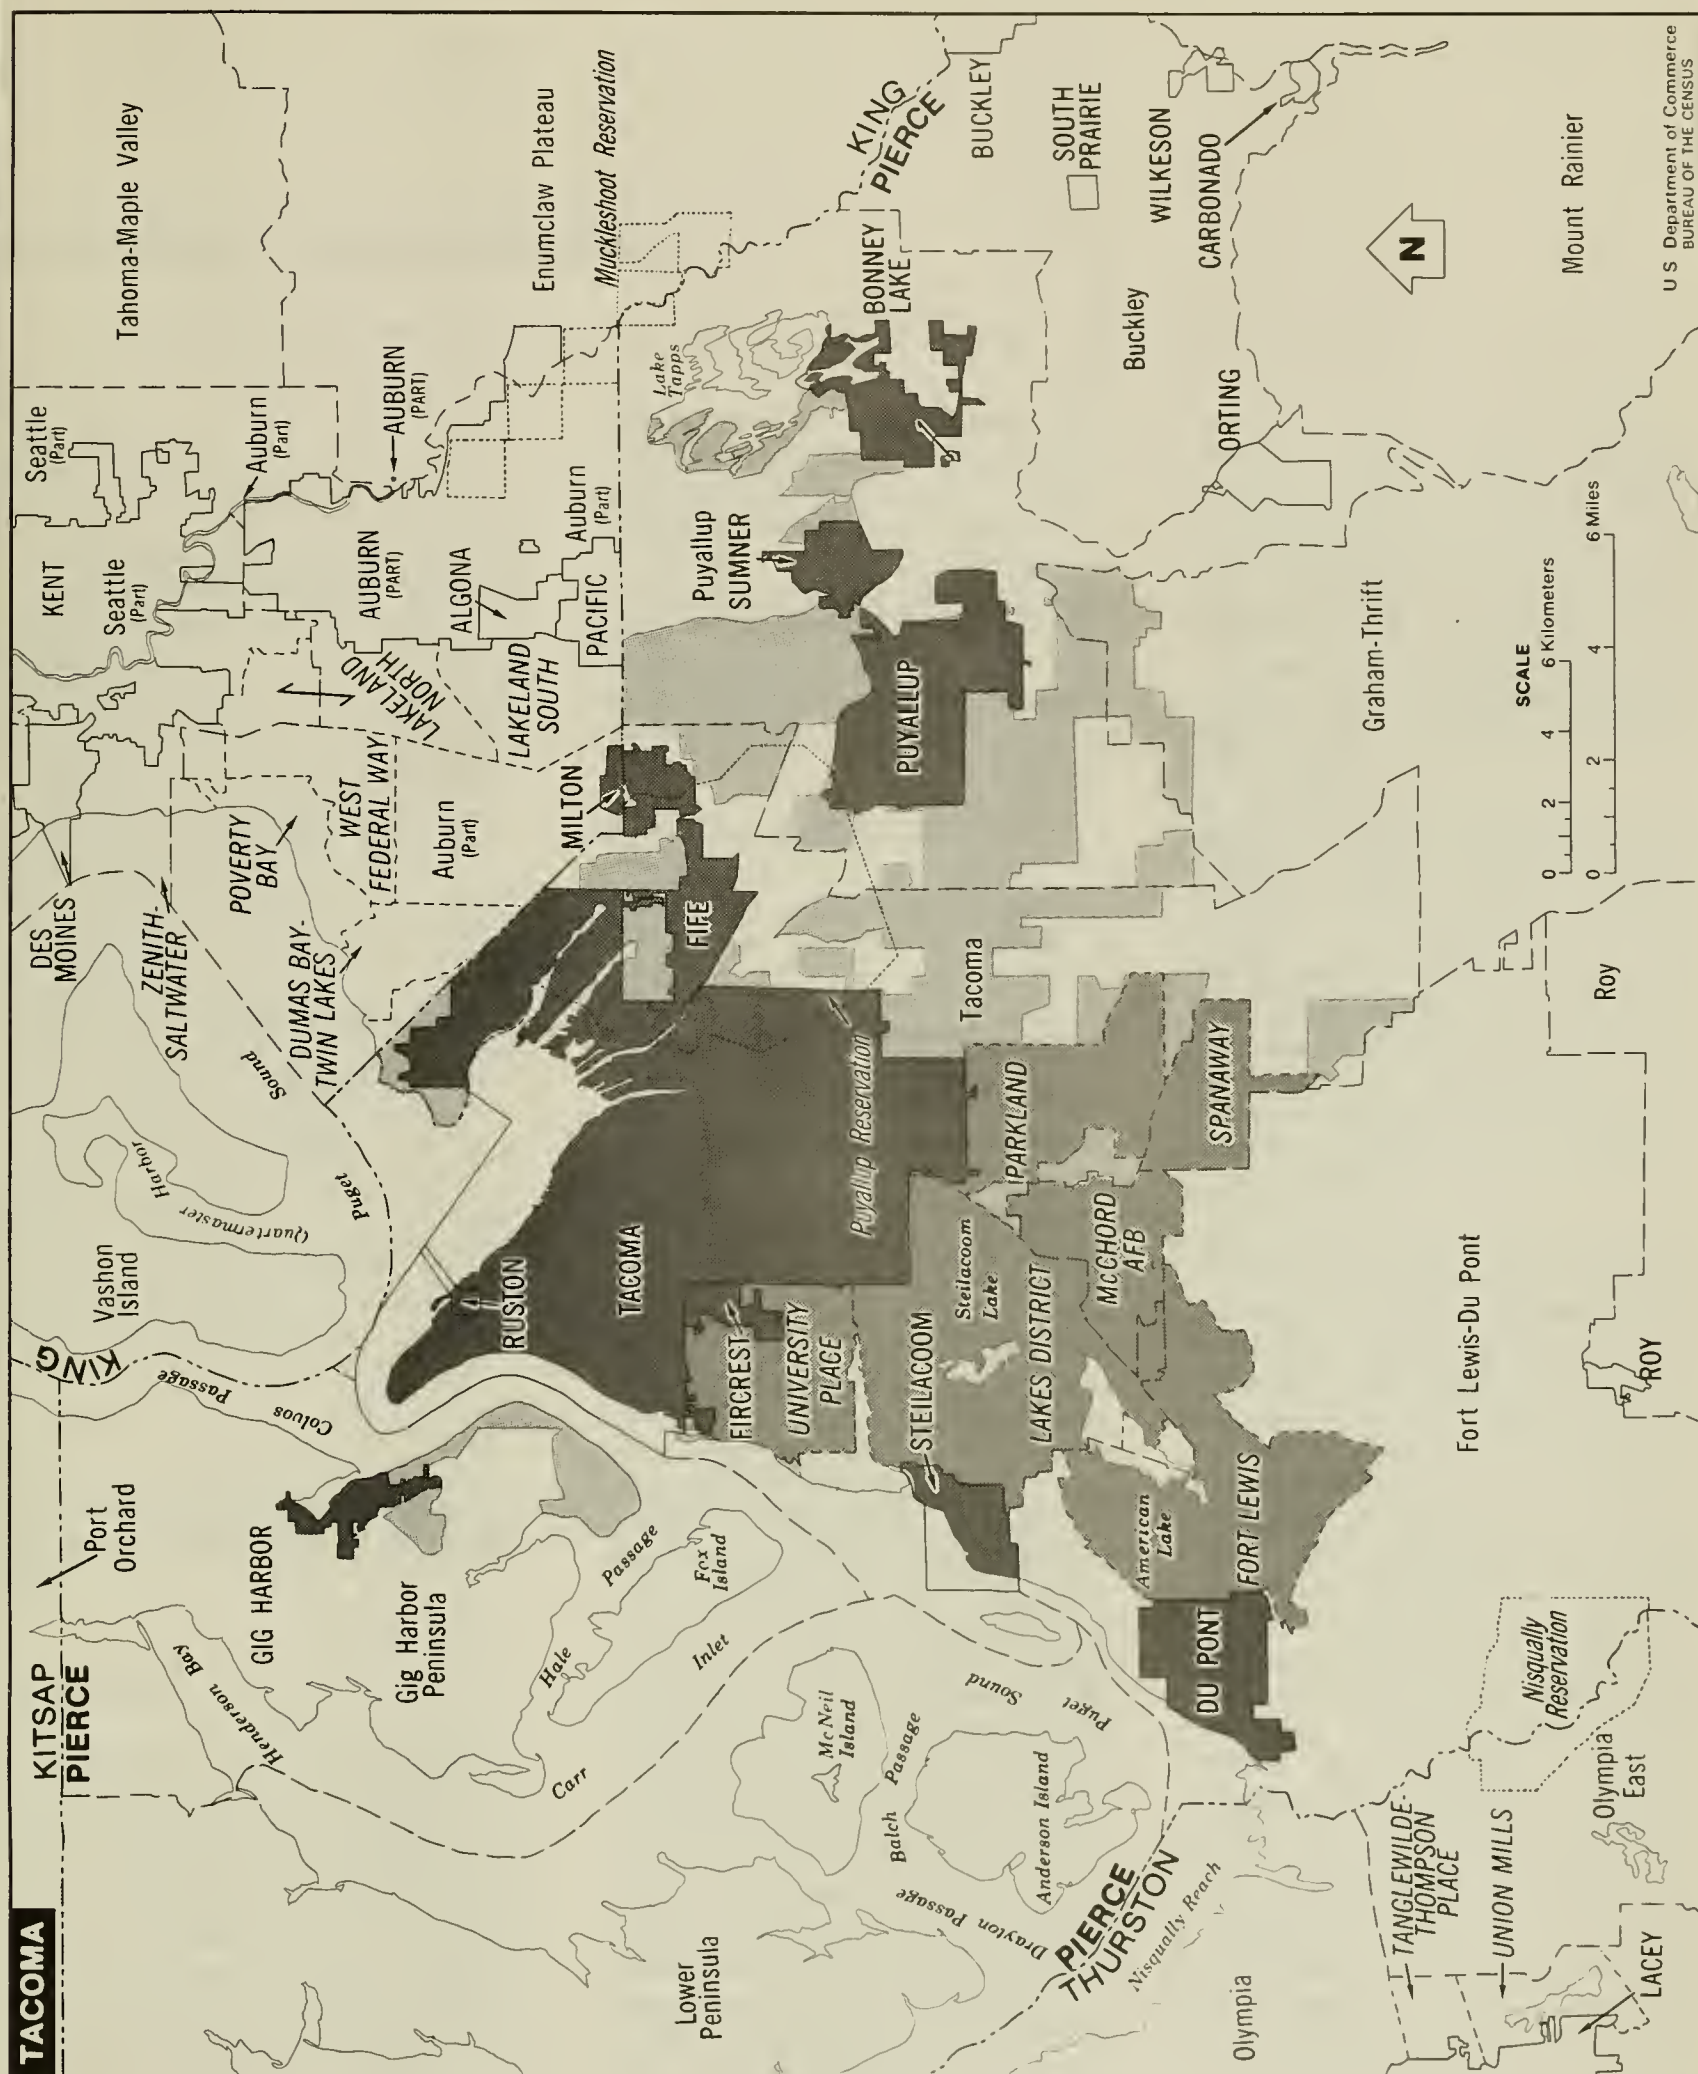 TACOMA
KITSAP
PIERCE
Port
Orchard
KING
Vashon
Island
Quartermaster
Harbor
Colvos
Passage
Puget
Sound
DES
MOINES
ZENITH-
SALTWATER
POVERTY
BAY
DUMAS BAY-
TWIN LAKES
WEST
FEDERAL WAY
Auburn
(Part)
KENT
Seattle
(Part)
Seattle
(Part)
Auburn
(Part)
AUBURN
(PART)
AUBURN
(PART)
ALGONA
Auburn
(Part)
PACIFIC
LAKELAND
NORTH
LAKELAND
SOUTH
Tahoma-Maple Valley
Enumclaw Plateau
Muckleshoot Reservation
Henderson Bay
GIG HARBOR
Gig Harbor
Peninsula
Hale
Passage
Fox
Island
Carr
Inlet
RUSTON
TACOMA
MILTON
FIFE
Puyallup
SUMNER
Lake
Tapps
BONNEY
LAKE
KING
PIERCE
BUCKLEY
SOUTH
PRAIRIE
WILKESON
CARBONADO
Buckley
ORTING
PUYALLUP
FIRCREST
UNIVERSITY
PLACE
Puyallup Reservation
Tacoma
STEILACOOM
Steilacoom
Lake
LAKES DISTRICT
PARKLAND
McCHORD
AFB
SPANAWAY
American
Lake
FORT LEWIS
DU PONT
Lower
Peninsula
McNeil
Island
Balch
Passage
Puget
Sound
Anderson Island
Drayton Passage
PIERCE
THURSTON
Nisqually Reach
Olympia
TANGLEWILDE-
THOMPSON
PLACE
UNION MILLS
LACEY
Olympia
East
Nisqually
Reservation
Fort Lewis-Du Pont
ROY
Roy
Graham-Thrift
Mount Rainier
N
SCALE
0 2 4 6 Kilometers
0 2 4 6 Miles
U S Department of Commerce
BUREAU OF THE CENSUS